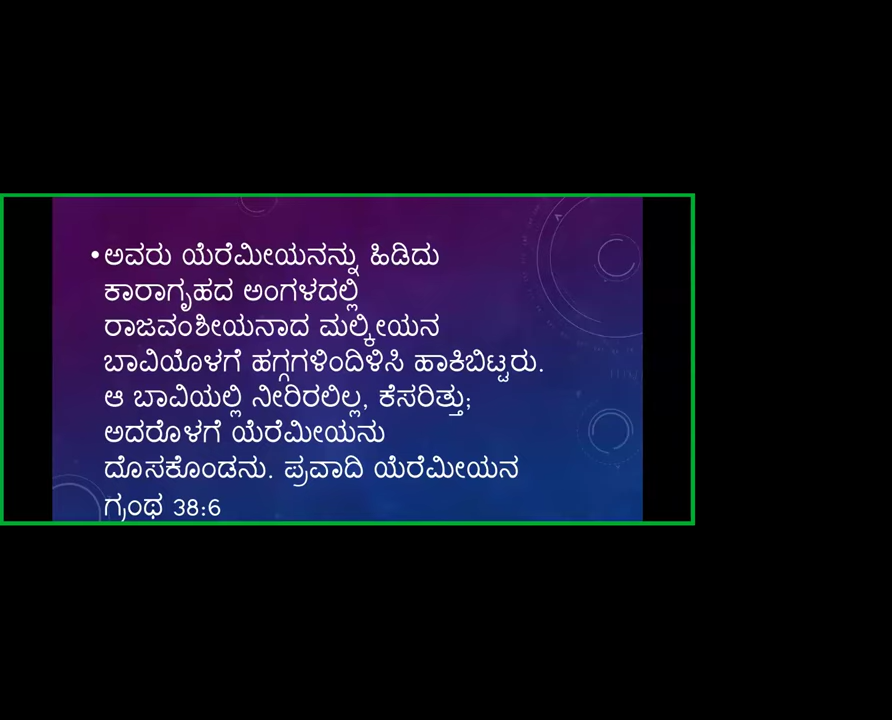 •ಅವರು ಯೆರೆಮೀಯನನ್ನು ಹಿಡಿದು
ಕಾರಾಗೃಹದ ಅಂಗಳದಲ್ಲಿ
ರಾಜವಂಶೀಯನಾದ ಮಲ್ಕೀಯನ
ಬಾವಿಯೊಳಗೆ ಹಗ್ಗಗಳಿಂದಿಳಿಸಿ ಹಾಕಿಬಿಟ್ಟರು.
ಆ ಬಾವಿಯಲ್ಲಿ ನೀರಿರಲಿಲ್ಲ, ಕೆಸರಿತ್ತು;
ಅದರೊಳಗೆ ಯೆರೆಮೀಯನು
ದೊಸಕೊಂಡನು. ಪ್ರವಾದಿ ಯೆರೆಮೀಯನ
ಗ್ರಂಥ 38:6